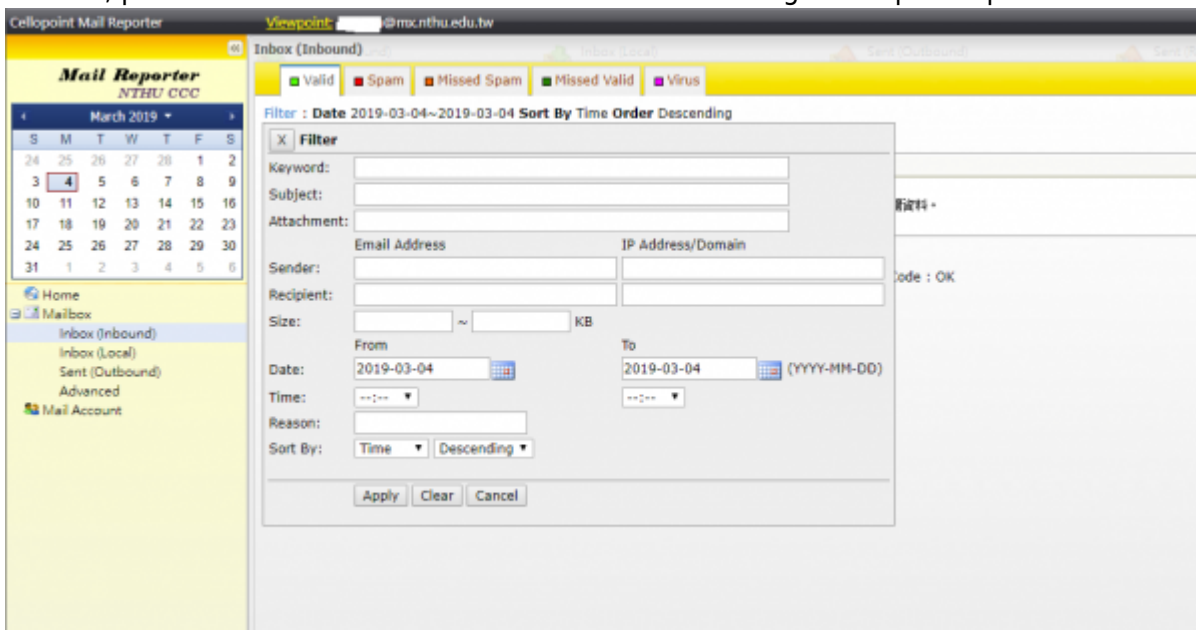 Cellopoint Mail Reporter
Viewpoint: @mx.nthu.edu.tw
Inbox (Inbound)
Inbox (Local)
Sent (Outbound)
Mail Reporter
NTHU CCC
Valid Spam Missed Spam Missed Valid Virus
March 2019
S M T W T F S
24 25 26 27 28 1 2
3 4 5 6 7 8 9
10 11 12 13 14 15 16
17 18 19 20 21 22 23
24 25 26 27 28 29 30
31 1 2 3 4 5 6
Home
Mailbox
Inbox (Inbound)
Inbox (Local)
Sent (Outbound)
Advanced
Mail Account
Filter : Date 2019-03-04~2019-03-04 Sort By Time Order Descending
X Filter
Keyword:
Subject:
Attachment:
Email Address IP Address/Domain
Sender:
Recipient:
Size: ~ KB
From To
Date: 2019-03-04 2019-03-04 (YYYY-MM-DD)
Time: --:-- --:--
Reason:
Sort By: Time Descending
Apply Clear Cancel
資料。
Code : OK